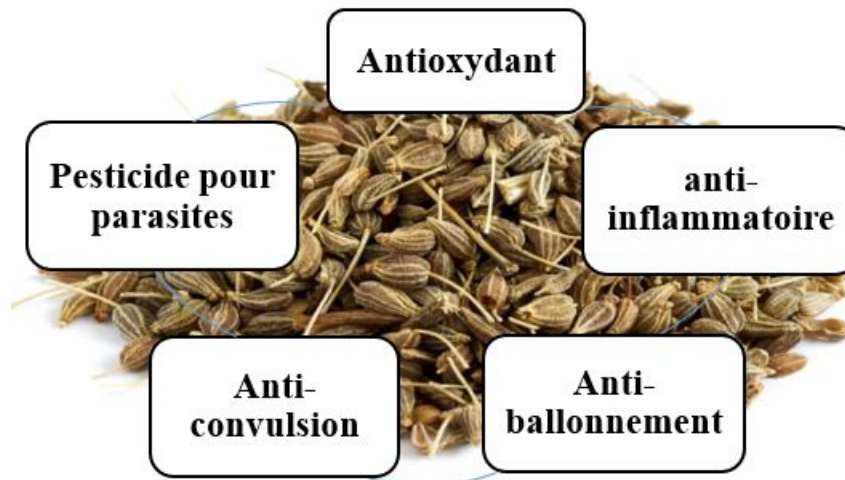 Antioxydant
Pesticide pour
parasites
anti-
inflammatoire
Anti-
convulsion
Anti-
ballonnement